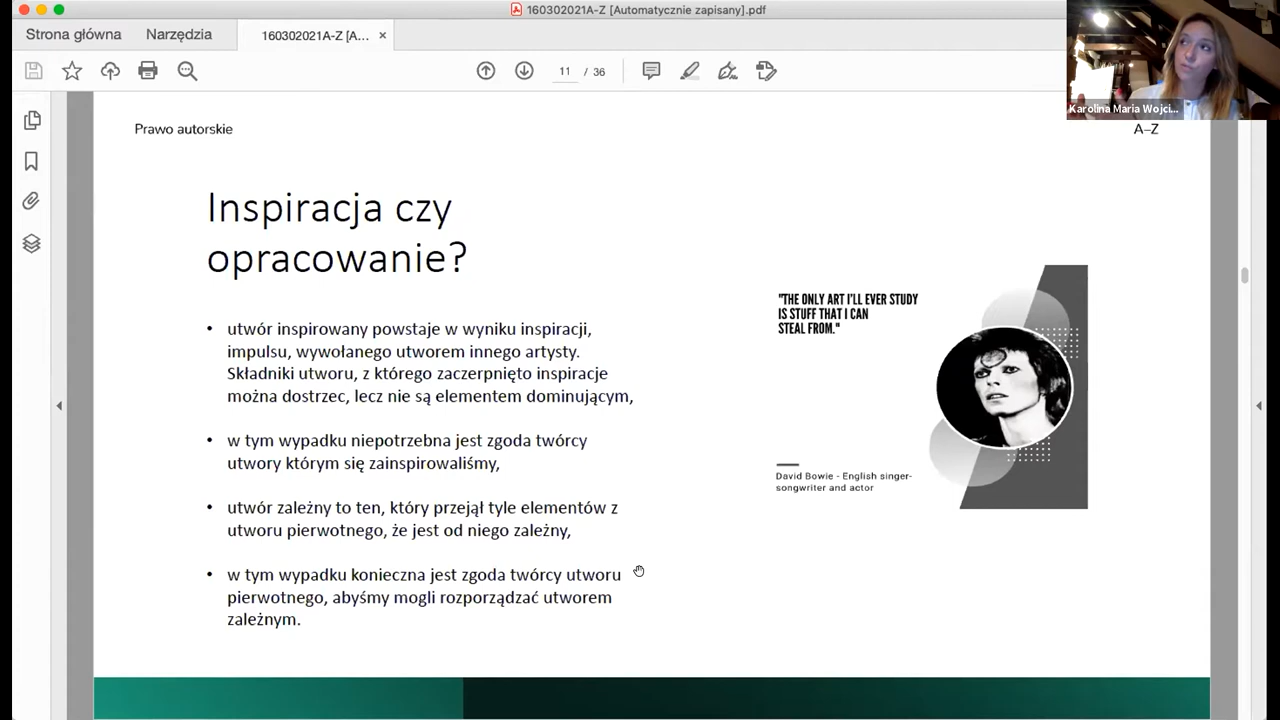 160302021A-Z [Automatycznie zapisany].pdf
Strona główna
Narzędzia
160302021A-Z [A...
11 / 36
Karolina Maria Wojci...
Prawo autorskie
A–Z
Inspiracja czy
opracowanie?
• utwór inspirowany powstaje w wyniku inspiracji,
impulsu, wywołanego utworem innego artysty.
Składniki utworu, z którego zaczerpnięto inspiracje
można dostrzec, lecz nie są elementem dominującym,
• w tym wypadku niepotrzebna jest zgoda twórcy
utwory którym się zainspirowaliśmy,
• utwór zależny to ten, który przejął tyle elementów z
utworu pierwotnego, że jest od niego zależny,
• w tym wypadku konieczna jest zgoda twórcy utworu
pierwotnego, abyśmy mogli rozporządzać utworem
zależnym.
"THE ONLY ART I'LL EVER STUDY
IS STUFF THAT I CAN
STEAL FROM."
David Bowie - English singer-
songwriter and actor